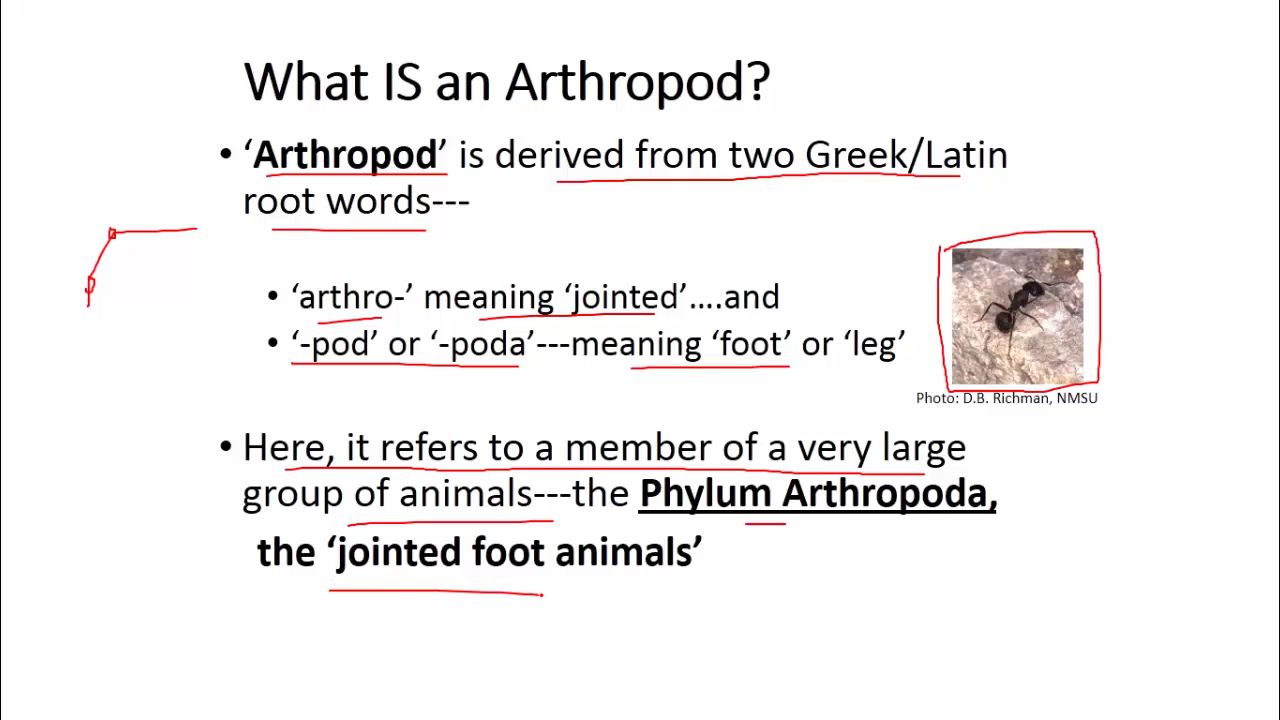 What IS an Arthropod?
• ‘Arthropod’ is derived from two Greek/Latin
root words---
• ‘arthro-’ meaning ‘jointed’....and
• ‘-pod’ or ‘-poda’---meaning ‘foot’ or ‘leg’
Photo: D.B. Richman, NMSU
• Here, it refers to a member of a very large
group of animals---the Phylum Arthropoda,
the ‘jointed foot animals’